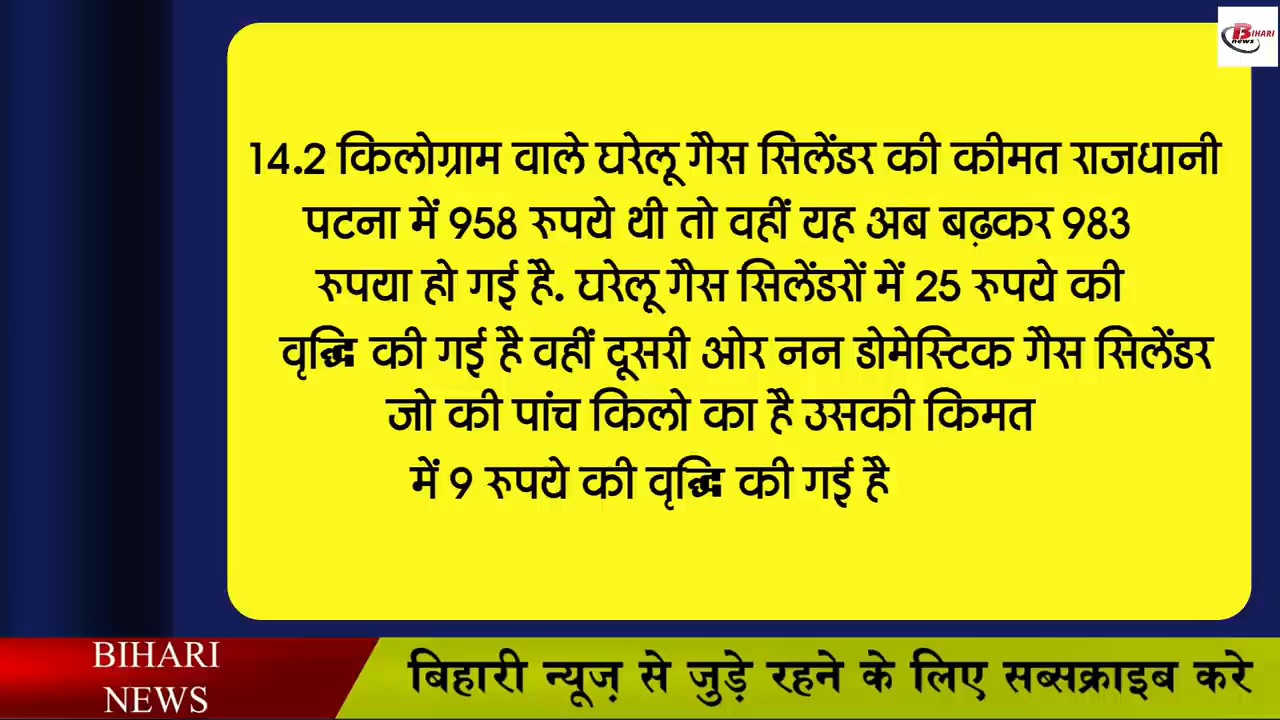 BIHARI
news
14.2 किलोग्राम वाले घरेलू गैस सिलेंडर की कीमत राजधानी
पटना में 958 रूपये थी तो वहीं यह अब बढ़कर 983
रूपया हो गई है. घरेलू गैस सिलेंडरों में 25 रूपये की
वृद्धि की गई है वहीं दूसरी ओर नन डोमेस्टिक गैस सिलेंडर
जो की पांच किलो का है उसकी किमत
में 9 रूपये की वृद्धि की गई है
BIHARI
NEWS
बिहारी न्यूज़ से जुड़े रहने के लिए सब्सक्राइब करे